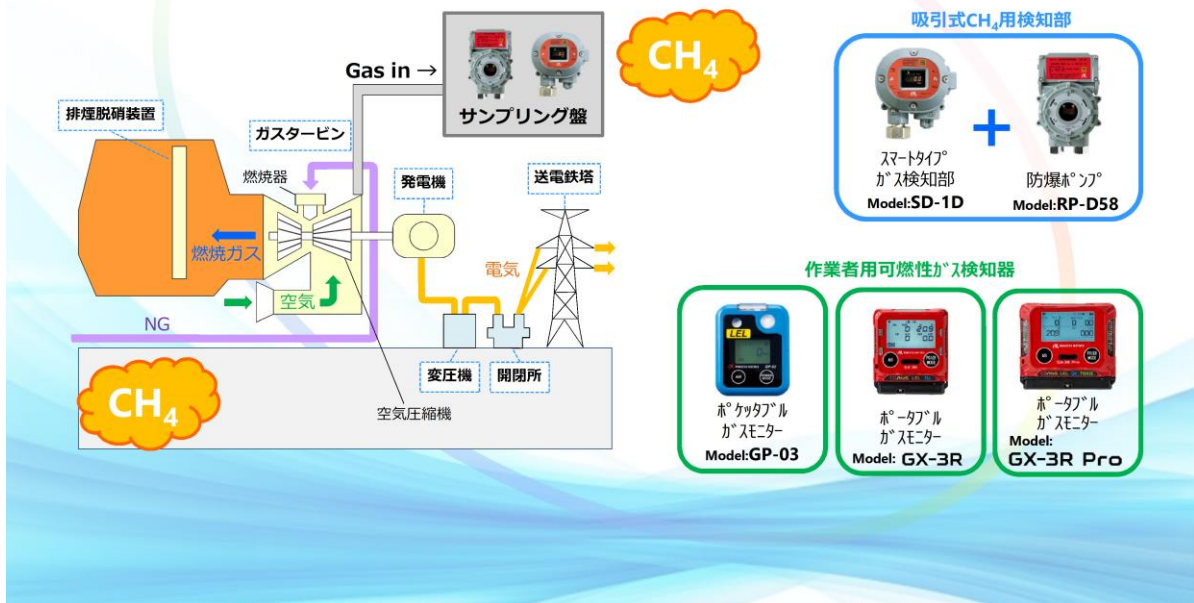 CH₄
Gas in →
サンプリング盤
排煙脱硝装置
ガスタービン
燃焼器
発電機
送電鉄塔
燃焼ガス
空気
電気
NG
変圧機
開閉所
空気圧縮機
CH₄
吸引式CH₄用検知部
ｽﾏｰﾄﾀｲﾌﾟ
ｶﾞｽ検知部
Model:SD-1D
+
防爆ﾎﾟﾝﾌﾟ
Model:RP-D58
作業者用可燃性ｶﾞｽ検知器
LEL
ﾎﾟｹｯﾀﾌﾞﾙ
ｶﾞｽﾓﾆﾀｰ
Model:GP-03
ﾎﾟｰﾀﾌﾞﾙ
ｶﾞｽﾓﾆﾀｰ
Model: GX-3R
ﾎﾟｰﾀﾌﾞﾙ
ｶﾞｽﾓﾆﾀｰ
Model:
GX-3R Pro